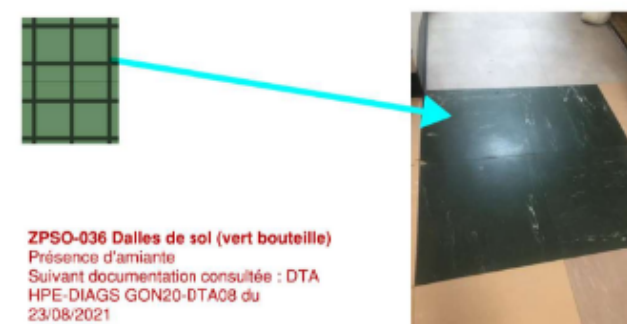 ZPSO-036 Dalles de sol (vert bouteille)
Présence d'amiante
Suivant documentation consultée : DTA
HPE-DIAGS GON20-DTA08 du
23/08/2021